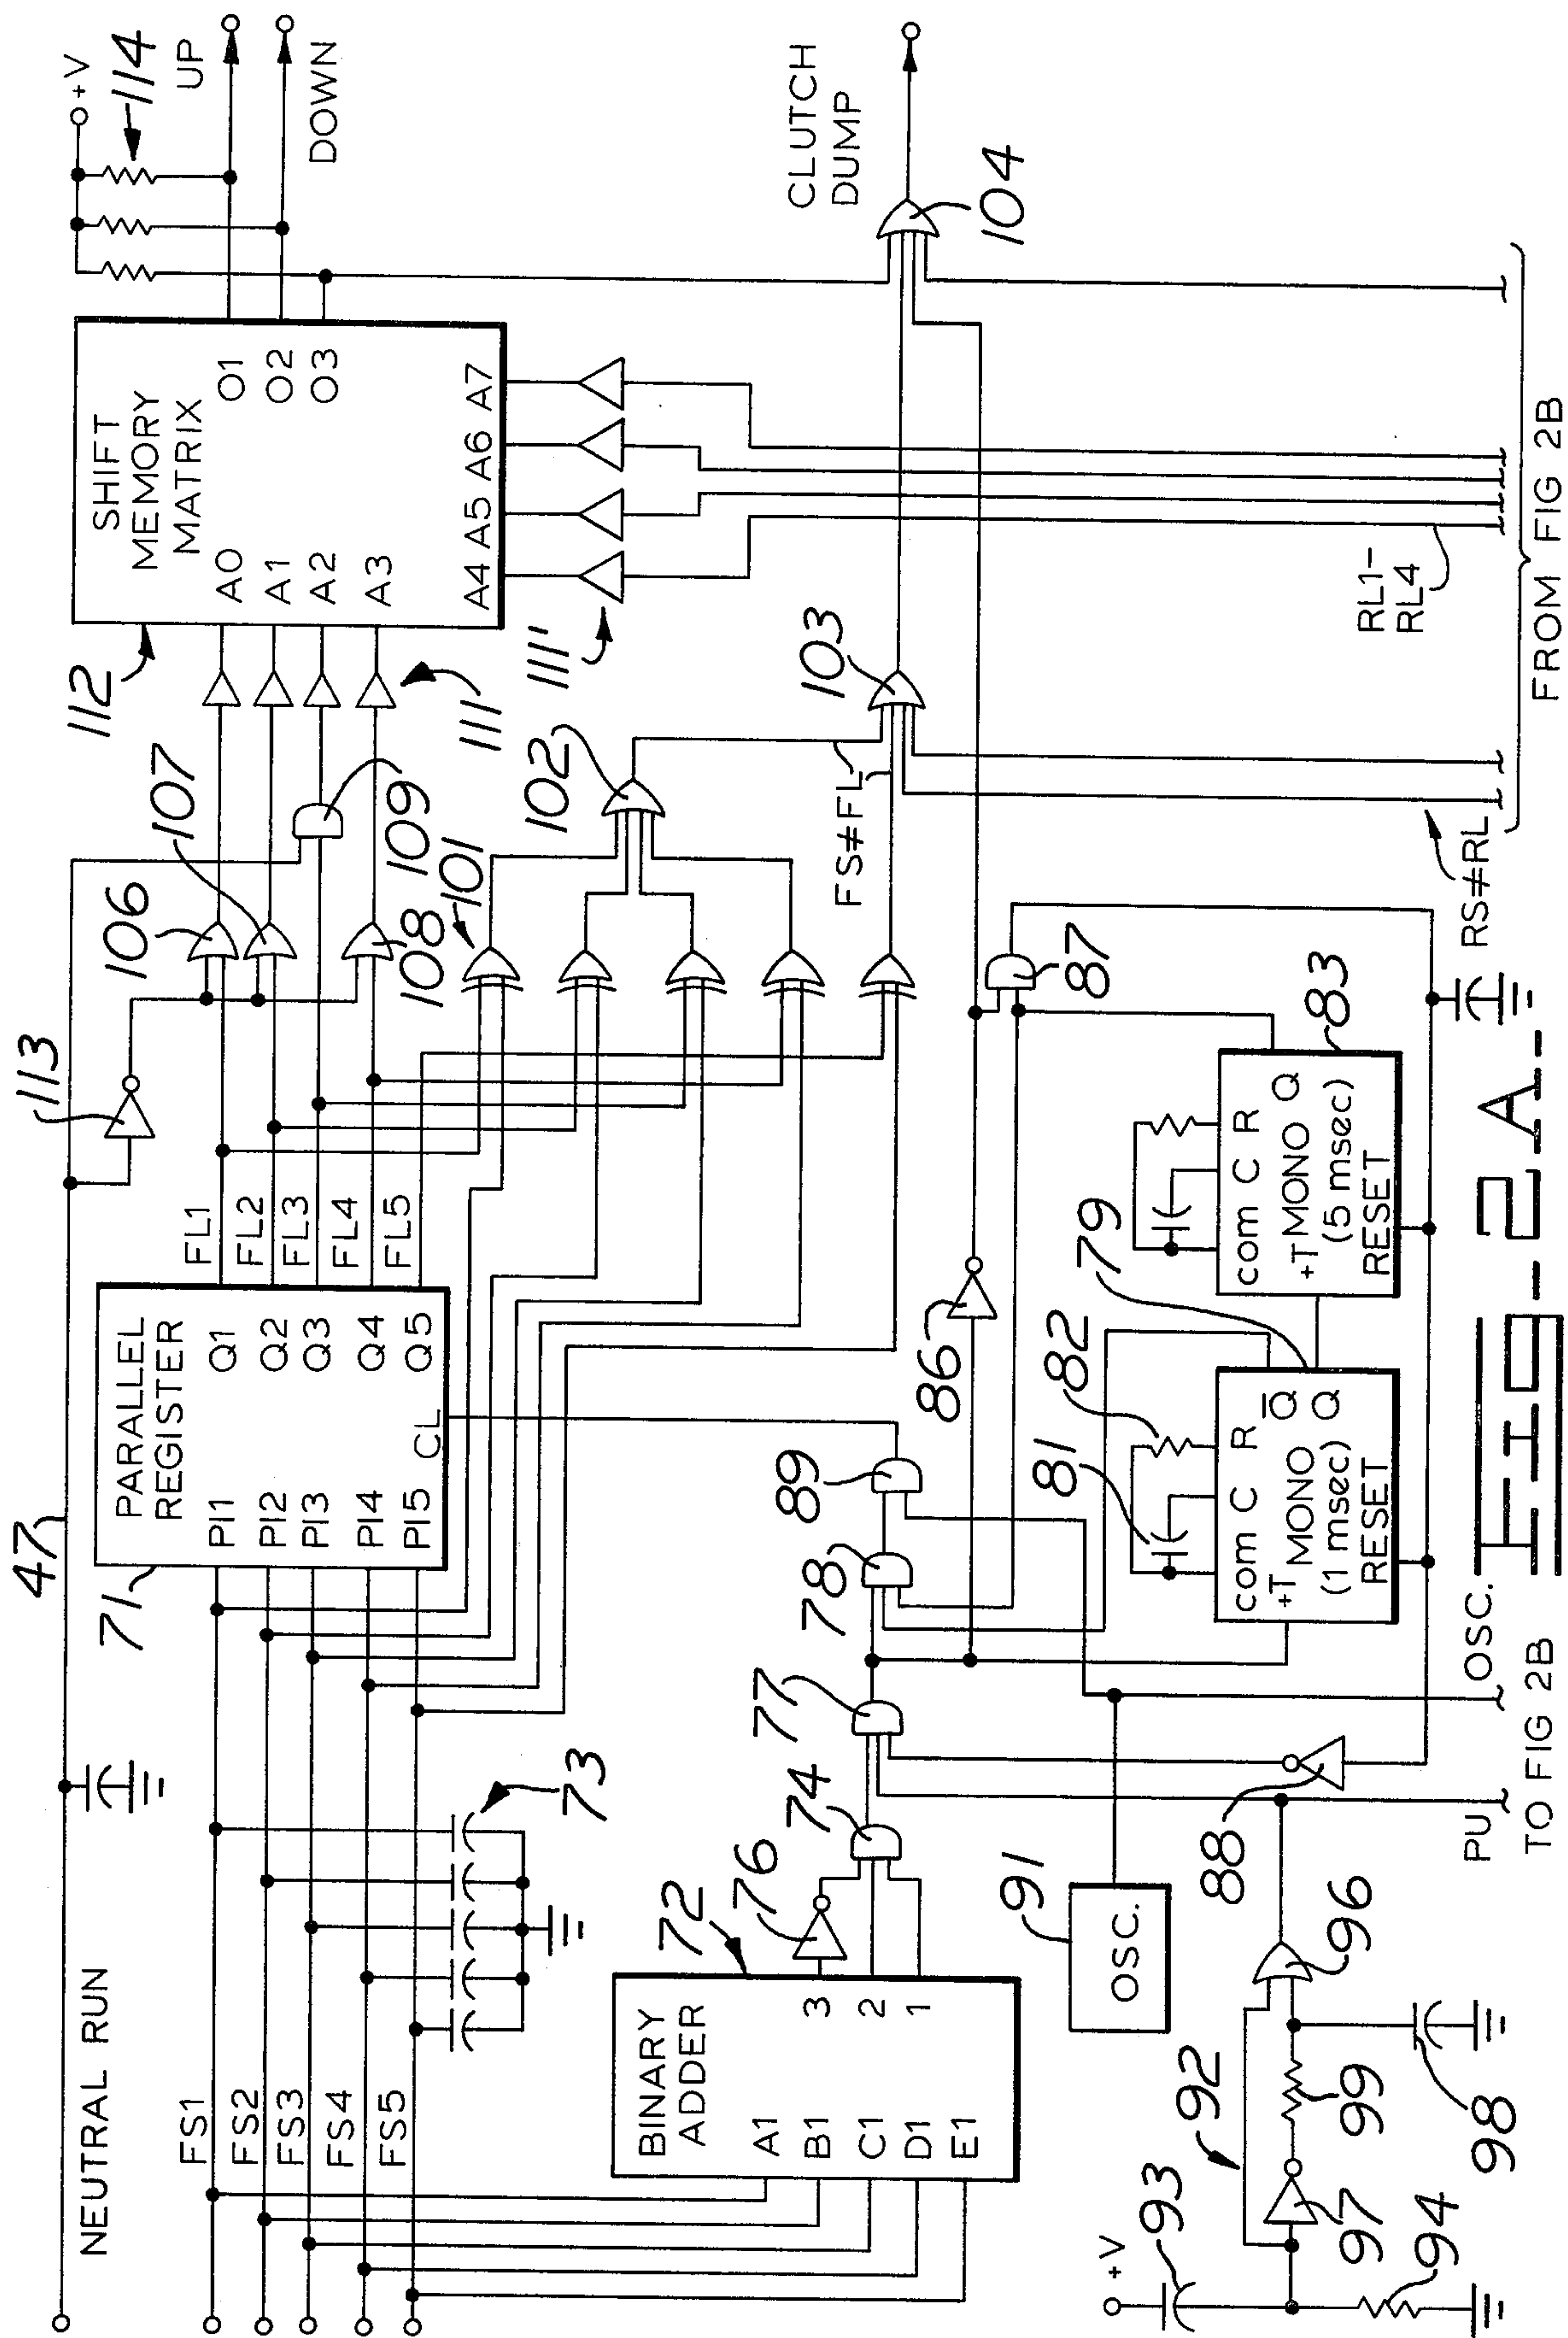 NEUTRAL RUN
47
FS1
FS2
FS3
FS4
FS5
73
71
PARALLEL
REGISTER
PI1 Q1
PI2 Q2
PI3 Q3
PI4 Q4
PI5 Q5
CL
FL1
FL2
FL3
FL4
FL5
113
106
107
108
109
101
102
111
111'
112
SHIFT
MEMORY
MATRIX
A0 O1
A1 O2
A2 O3
A3
A4 A5 A6 A7
+V
114
UP
DOWN
72
BINARY
ADDER
A1 3
B1 2
C1 1
D1
E1
76
74
77
78
89
86
87
FS≠FL
103
104
CLUTCH
DUMP
91
OSC.
92
+V
93
94
97
99
98
96
88
81
82
79
com C R
+T MONO Q̅
(1 msec) Q
RESET
83
com C R
+T MONO Q
(5 msec)
RESET
PU OSC.
TO FIG 2B
RS≠RL
RL1-
RL4
FROM FIG 2B
FIG-2A-